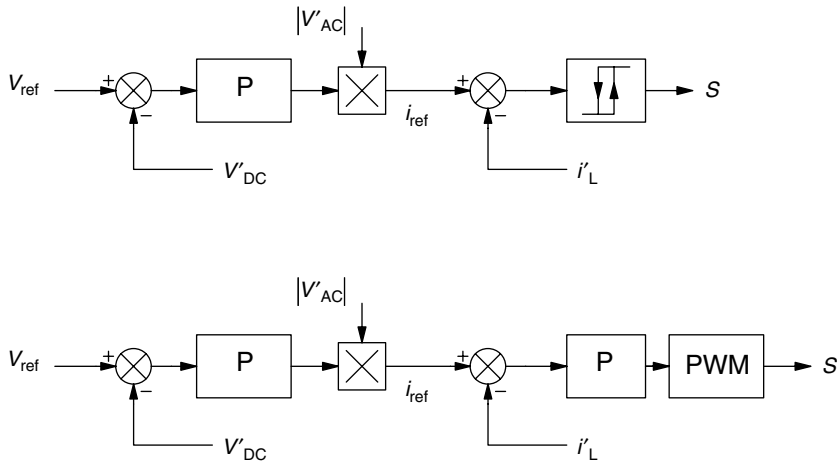 |V'AC|
Vref + − P iref + − S
V'DC i'L
|V'AC|
Vref + − P iref + − P PWM S
V'DC i'L